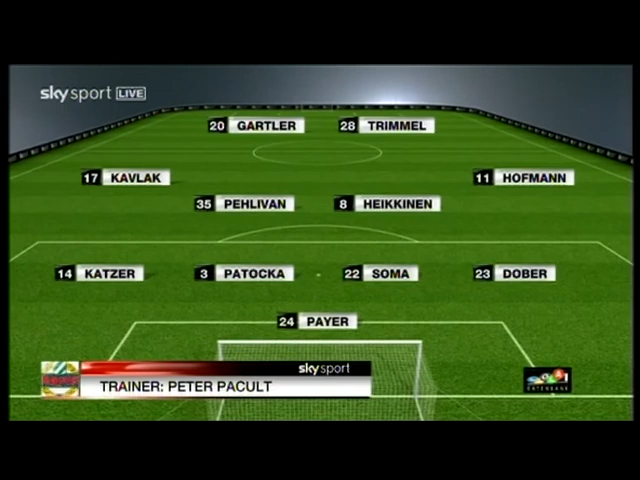 sky sport LIVE
20 GARTLER 28 TRIMMEL
17 KAVLAK 11 HOFMANN
35 PEHLIVAN 8 HEIKKINEN
14 KATZER 3 PATOCKA 22 SOMA 23 DOBER
24 PAYER
sky sport
TRAINER: PETER PACULT
DATENBANK